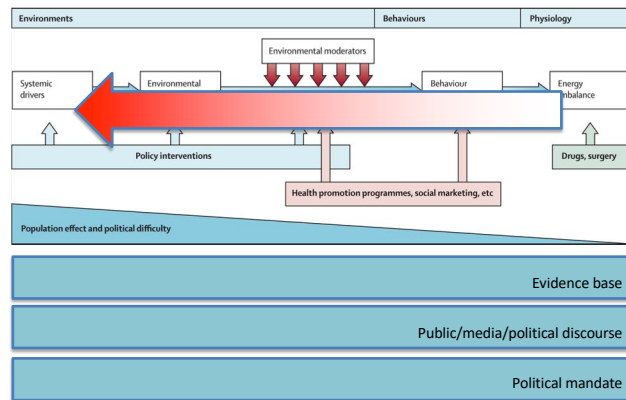 Environments
Behaviours
Physiology
Environmental moderators
Systemic
drivers
Environmental
Behaviour
Energy
imbalance
Policy interventions
Drugs, surgery
Health promotion programmes, social marketing, etc
Population effect and political difficulty
Evidence base
Public/media/political discourse
Political mandate